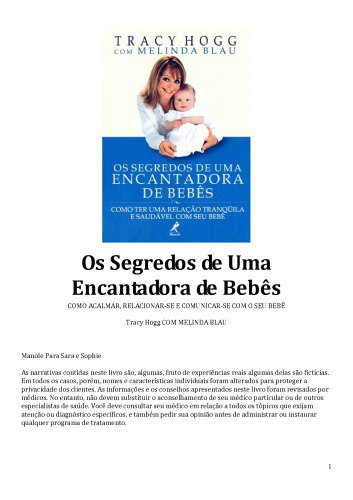 TRACY HOGG
COM MELINDA BLAU
OS SEGREDOS DE UMA
ENCANTADORA
DE BEBÊS
COMO TER UMA RELAÇÃO TRANQÜILA
E SAUDÁVEL COM SEU BEBÊ
Manole
Os Segredos de Uma
Encantadora de Bebês
COMO ACALMAR, RELACIONAR-SE E COMUNICAR-SE COM O SEU BEBÊ
Tracy Hogg COM MELINDA BLAU
Manole Para Sara e Sophie
As narrativas contidas neste livro são, algumas, fruto de experiências reais algumas delas são fictícias.
Em todos os casos, porém, nomes e características individuais foram alterados para proteger a
privacidade dos clientes. As informações e os conselhos apresentados neste livro foram revisados por
médicos. No entanto, não devem substituir o aconselhamento de seu médico particular ou de outros
especialistas de saúde. Você deve consultar seu médico em relação a todos os tópicos que exijam
atenção ou diagnóstico específicos, e também pedir sua opinião antes de administrar ou instaurar
qualquer programa de tratamento.
1